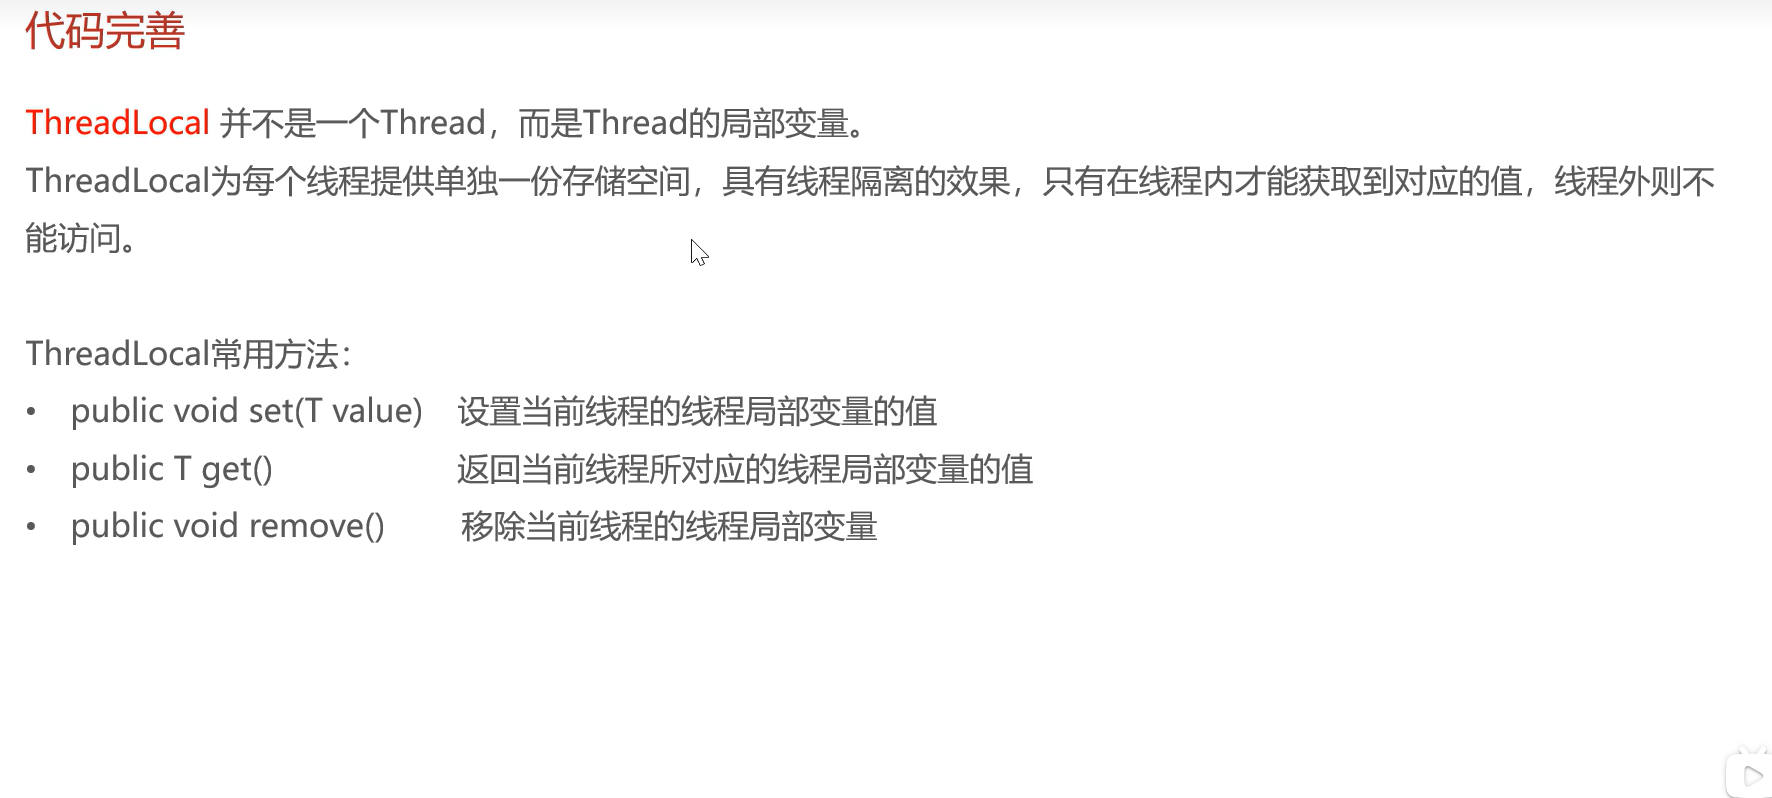 代码完善
ThreadLocal 并不是一个Thread，而是Thread的局部变量。
ThreadLocal为每个线程提供单独一份存储空间，具有线程隔离的效果，只有在线程内才能获取到对应的值，线程外则不
能访问。
ThreadLocal常用方法：
• public void set(T value) 设置当前线程的线程局部变量的值
• public T get() 返回当前线程所对应的线程局部变量的值
• public void remove() 移除当前线程的线程局部变量